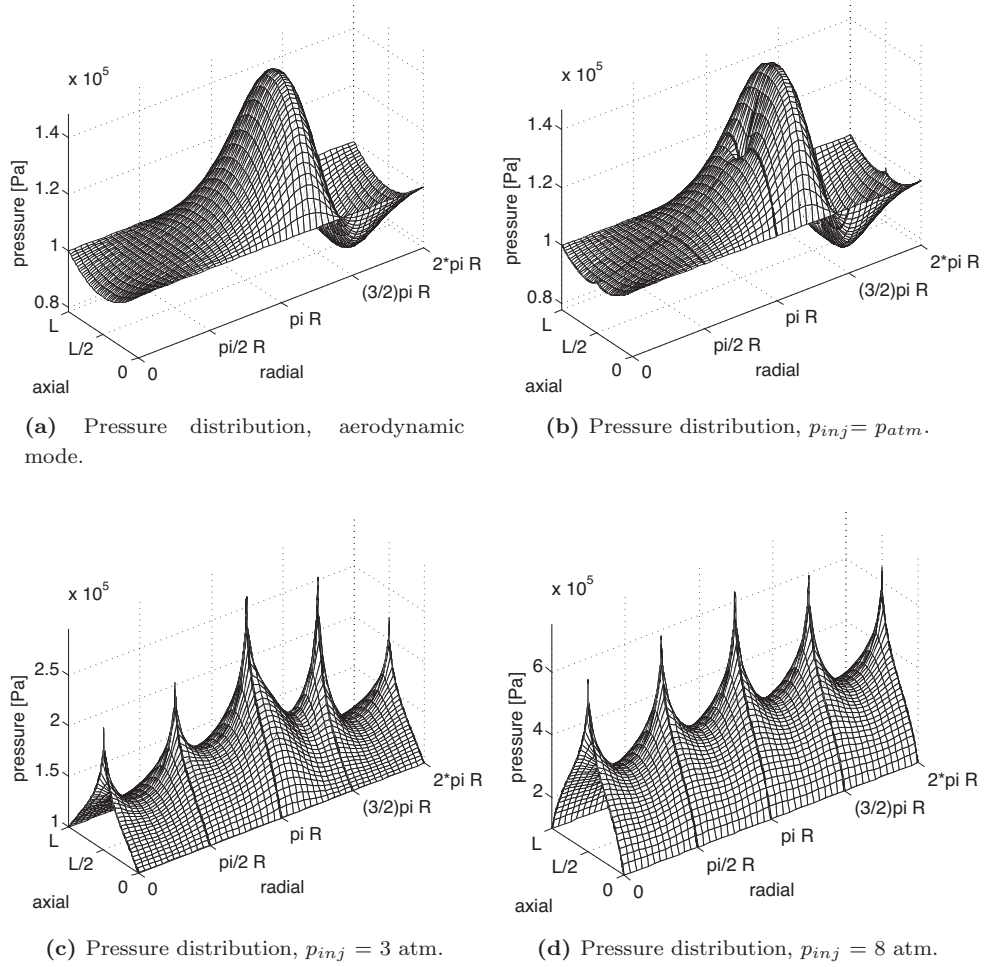 x 10^5
1.4
1.2
1
0.8
pressure [Pa]
L
L/2
0
axial
0
pi/2 R
pi R
(3/2)pi R
2*pi R
radial
(a) Pressure distribution, aerodynamic
mode.
x 10^5
1.4
1.2
1
0.8
pressure [Pa]
L
L/2
0
axial
0
pi/2 R
pi R
(3/2)pi R
2*pi R
radial
(b) Pressure distribution, p_inj = p_atm.
x 10^5
2.5
2
1.5
1
pressure [Pa]
L
L/2
0
axial
0
pi/2 R
pi R
(3/2)pi R
2*pi R
radial
(c) Pressure distribution, p_inj = 3 atm.
x 10^5
6
4
2
pressure [Pa]
L
L/2
0
axial
0
pi/2 R
pi R
(3/2)pi R
2*pi R
radial
(d) Pressure distribution, p_inj = 8 atm.